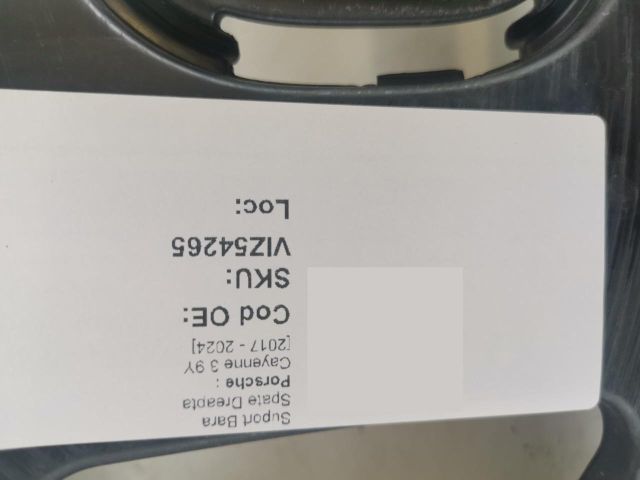 Suport Bara
Spate Dreapta
Porsche :
Cayenne 3 9Y
[2017 - 2024]
Cod OE:
SKU:
VIZ54265
Loc: